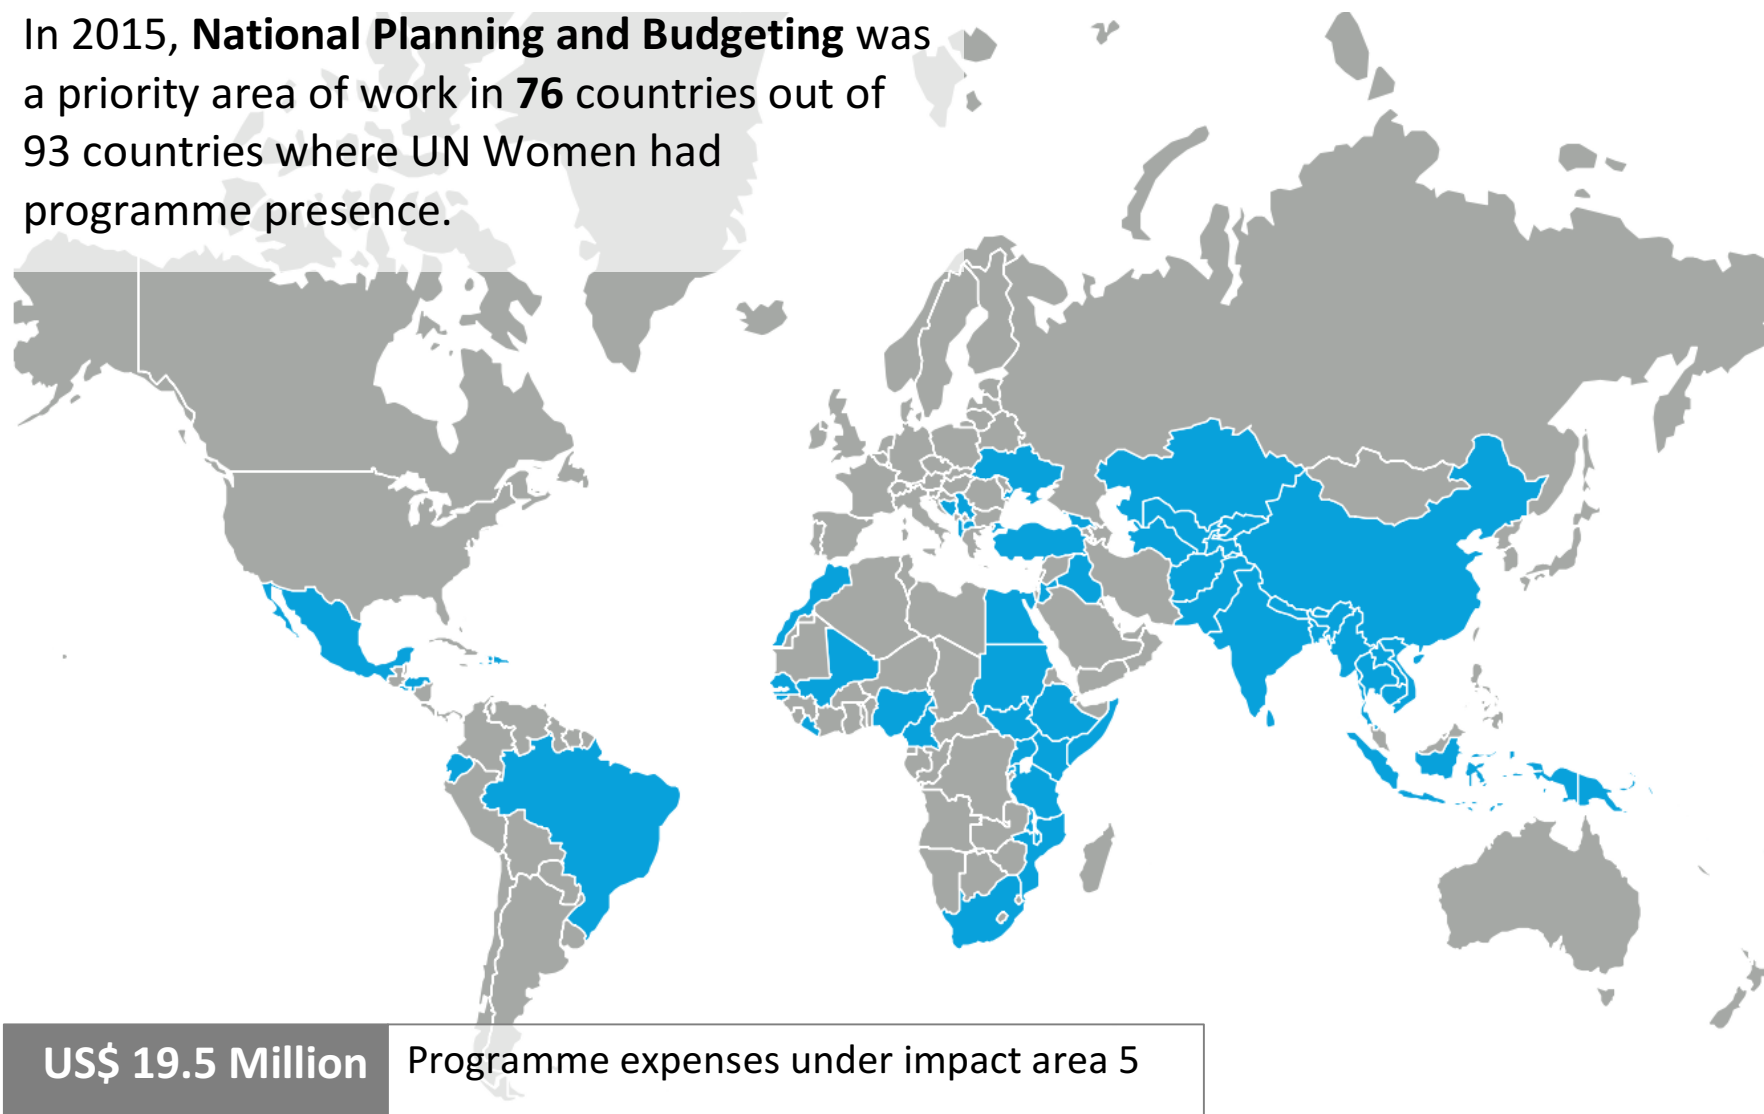 In 2015, National Planning and Budgeting was
a priority area of work in 76 countries out of
93 countries where UN Women had
programme presence.
US$ 19.5 Million
Programme expenses under impact area 5